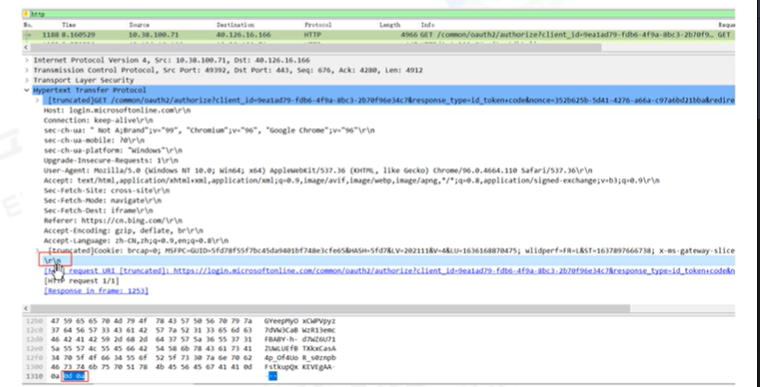 http
No. Time Source Destination Protocol Length Info Reque
1188 8.160529 10.38.100.71 40.126.16.166 HTTP 4966 GET /common/oauth2/authorize?client_id=9ea1ad79-fdb6-4f9a-8bc3-2b70f9… GET
Internet Protocol Version 4, Src: 10.38.100.71, Dst: 40.126.16.166
Transmission Control Protocol, Src Port: 49392, Dst Port: 443, Seq: 676, Ack: 4280, Len: 4912
Transport Layer Security
Hypertext Transfer Protocol
[truncated]GET /common/oauth2/authorize?client_id=9ea1ad79-fdb6-4f9a-8bc3-2b70f96e34c7&response_type=id_token+code&nonce=352b625b-5d41-4276-a66a-c97a6bd21bba&redire
Host: login.microsoftonline.com\r\n
Connection: keep-alive\r\n
sec-ch-ua: " Not A;Brand";v="99", "Chromium";v="96", "Google Chrome";v="96"\r\n
sec-ch-ua-mobile: ?0\r\n
sec-ch-ua-platform: "Windows"\r\n
Upgrade-Insecure-Requests: 1\r\n
User-Agent: Mozilla/5.0 (Windows NT 10.0; Win64; x64) AppleWebKit/537.36 (KHTML, like Gecko) Chrome/96.0.4664.110 Safari/537.36\r\n
Accept: text/html,application/xhtml+xml,application/xml;q=0.9,image/avif,image/webp,image/apng,*/*;q=0.8,application/signed-exchange;v=b3;q=0.9\r\n
Sec-Fetch-Site: cross-site\r\n
Sec-Fetch-Mode: navigate\r\n
Sec-Fetch-Dest: iframe\r\n
Referer: https://cn.bing.com/\r\n
Accept-Encoding: gzip, deflate, br\r\n
Accept-Language: zh-CN,zh;q=0.9,en;q=0.8\r\n
[truncated]Cookie: brcap=0; MSFPC=GUID=5fd78f55f7bc45da9401bf748e3cfe65&HASH=5fd7&LV=202111&V=4&LU=1636168870475; wlidperf=FR=L&ST=1637897666738; x-ms-gateway-slice
\r\n
request URI [truncated]: https://login.microsoftonline.com/common/oauth2/authorize?client_id=9ea1ad79-fdb6-4f9a-8bc3-2b70f96e34c7&response_type=id_token+code&n
[HTTP request 1/1]
[Response in frame: 1253]
12b0 47 59 65 65 70 4d 79 4f 78 43 57 50 56 70 79 7a GYeepMyO xCWPVpyz
12c0 37 64 56 57 33 43 61 42 57 7a 52 31 33 65 6d 63 7dVW3CaB WzR13emc
12d0 46 42 41 42 59 2d 68 2d 64 37 57 5a 36 55 37 31 FBABY-h- d7WZ6U71
12e0 5a 55 57 4c 55 45 66 42 54 58 6b 78 43 61 73 41 ZUWLUEfB TXkxCasA
12f0 34 70 5f 4f 66 34 55 6f 52 5f 73 30 7a 6e 70 62 4p_Of4Uo R_s0znpb
1300 46 73 74 6b 75 70 51 78 4b 45 56 45 67 41 41 0d FstkupQx KEVEgAA·
1310 0a 0d 0a